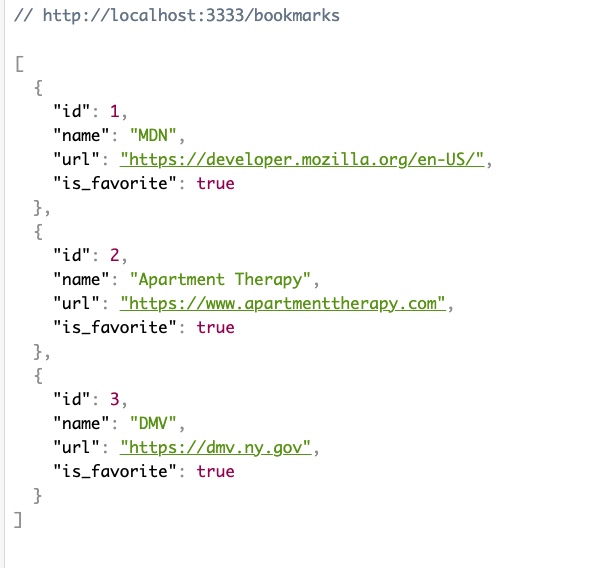 // http://localhost:3333/bookmarks
[
{
"id": 1,
"name": "MDN",
"url": "https://developer.mozilla.org/en-US/",
"is_favorite": true
},
{
"id": 2,
"name": "Apartment Therapy",
"url": "https://www.apartmenttherapy.com",
"is_favorite": true
},
{
"id": 3,
"name": "DMV",
"url": "https://dmv.ny.gov",
"is_favorite": true
}
]